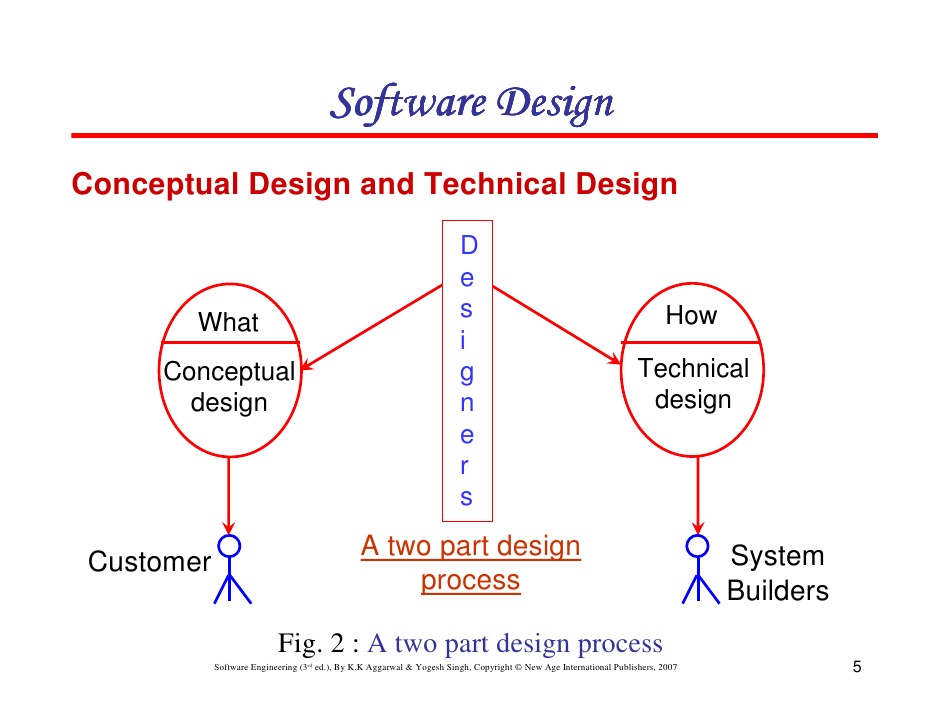 Software Design
Conceptual Design and Technical Design
D
e
s
i
g
n
e
r
s
What
Conceptual
design
How
Technical
design
Customer
A two part design
process
System
Builders
Fig. 2 : A two part design process
Software Engineering (3rd ed.), By K.K Aggarwal & Yogesh Singh, Copyright © New Age International Publishers, 2007
5